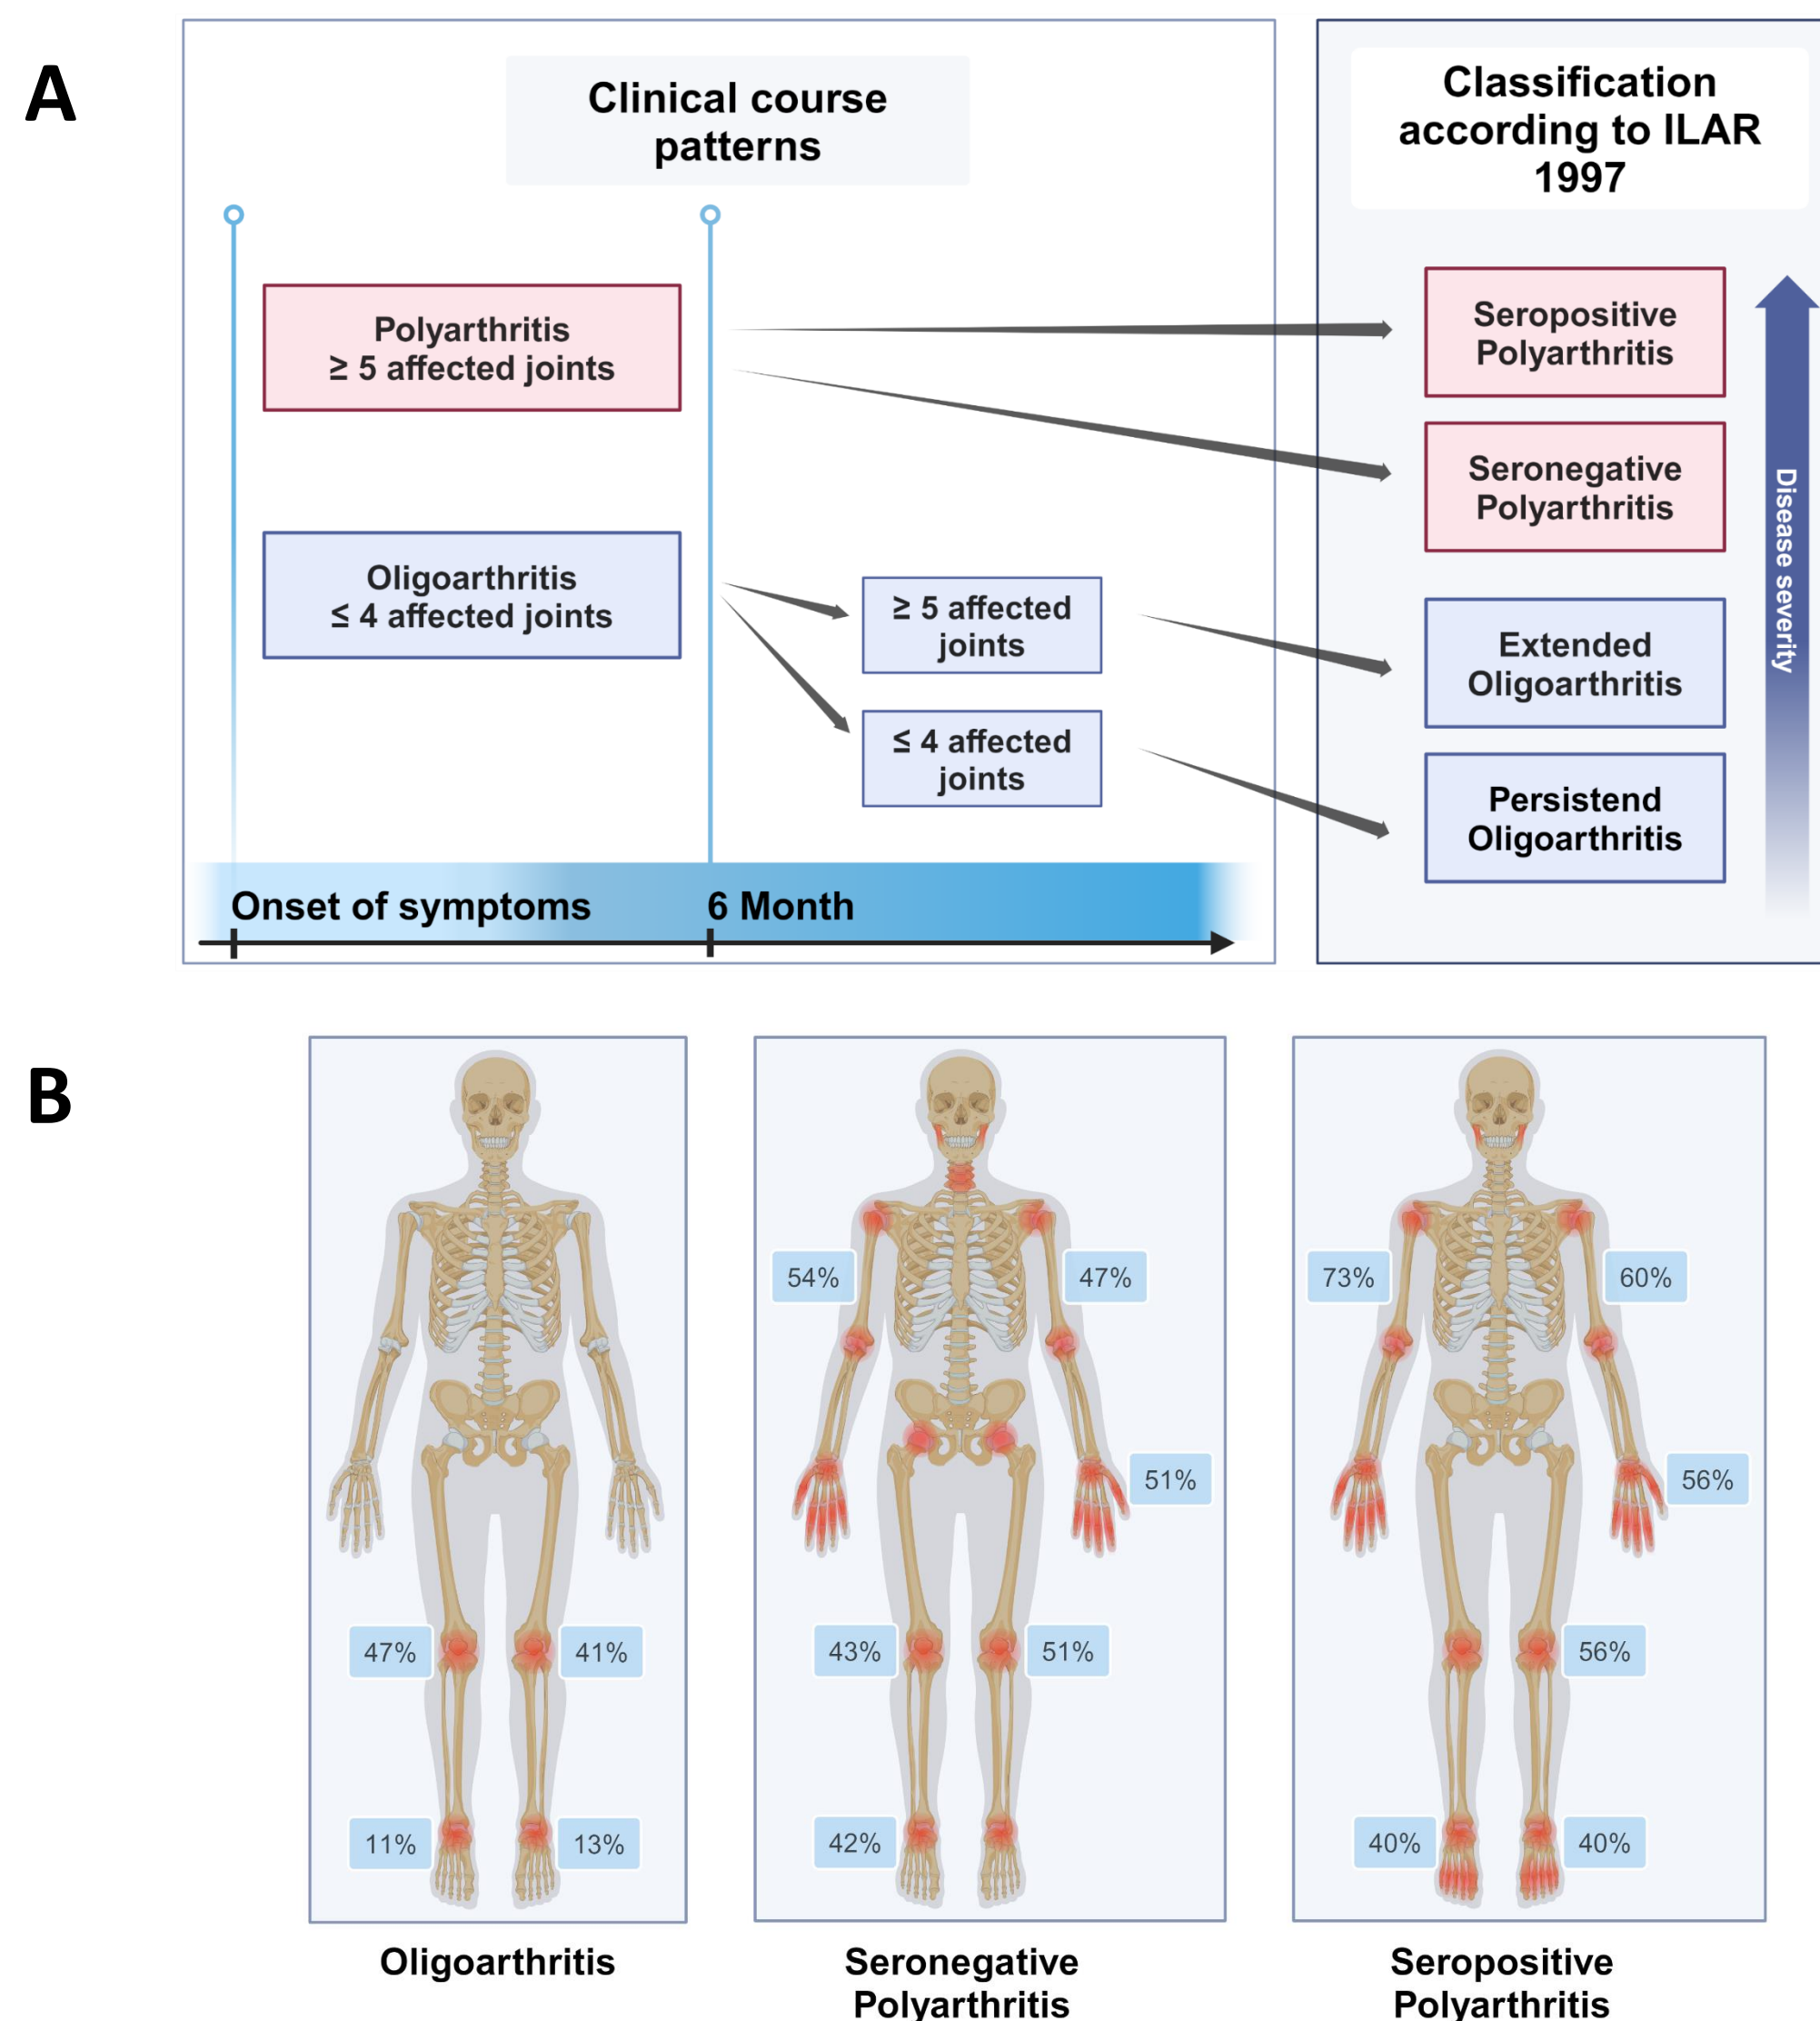 A
Clinical course
patterns
Polyarthritis
≥ 5 affected joints
Oligoarthritis
≤ 4 affected joints
≥ 5 affected
joints
≤ 4 affected
joints
Onset of symptoms
6 Month
Classification
according to ILAR
1997
Seropositive
Polyarthritis
Seronegative
Polyarthritis
Extended
Oligoarthritis
Persistend
Oligoarthritis
Disease severity
B
47%
41%
11%
13%
Oligoarthritis
54%
47%
51%
43%
51%
42%
Seronegative
Polyarthritis
73%
60%
56%
56%
40%
40%
Seropositive
Polyarthritis